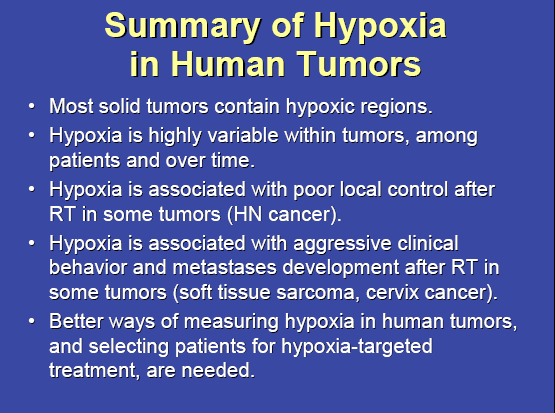 Summary of Hypoxia
in Human Tumors
• Most solid tumors contain hypoxic regions.
• Hypoxia is highly variable within tumors, among
patients and over time.
• Hypoxia is associated with poor local control after
RT in some tumors (HN cancer).
• Hypoxia is associated with aggressive clinical
behavior and metastases development after RT in
some tumors (soft tissue sarcoma, cervix cancer).
• Better ways of measuring hypoxia in human tumors,
and selecting patients for hypoxia-targeted
treatment, are needed.